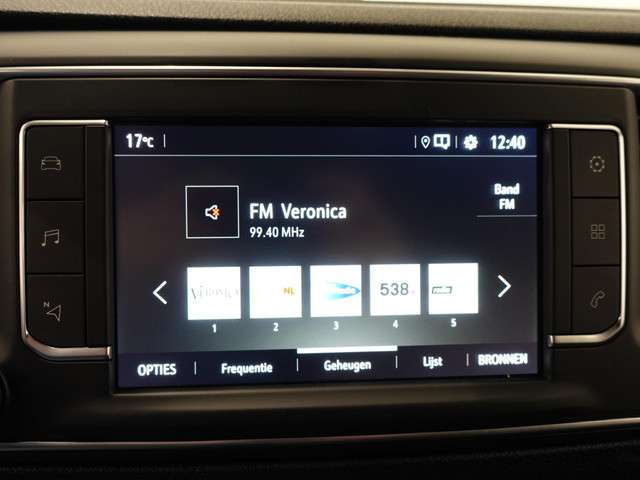 17°C
12:40
FM Veronica
99.40 MHz
Band
FM
VERONICA
NL
538
1
2
3
4
5
OPTIES
Frequentie
Geheugen
Lijst
BRONNEN
N